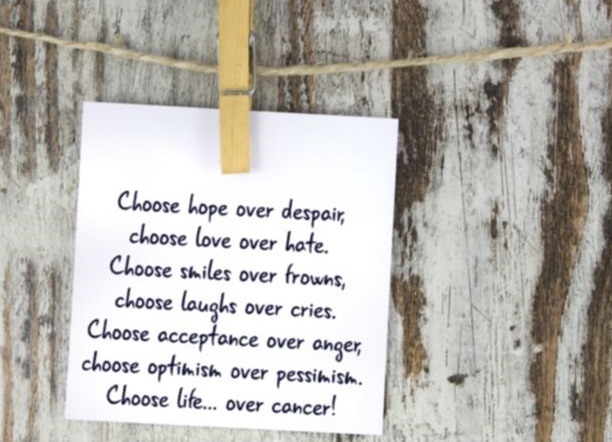 Choose hope over despair,
choose love over hate.
Choose smiles over frowns,
choose laughs over cries.
Choose acceptance over anger,
choose optimism over pessimism.
Choose life... over cancer!